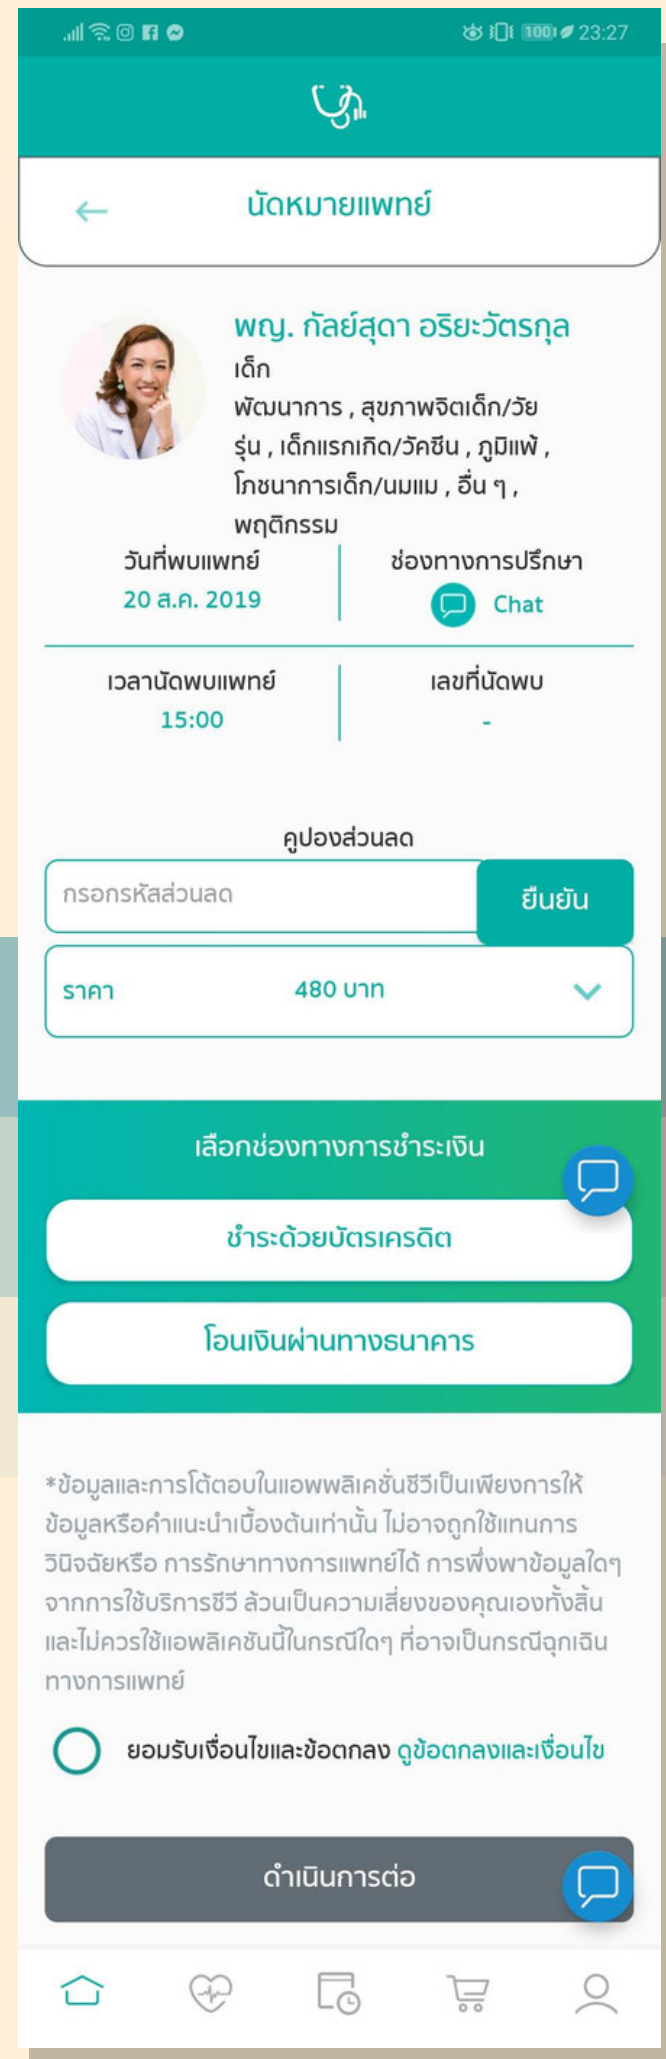 100 23:27
นัดหมายแพทย์
พญ. กัลย์สุดา อริยะวัตรกุล
เด็ก
พัฒนาการ , สุขภาพจิตเด็ก/วัย
รุ่น , เด็กแรกเกิด/วัคซีน , ภูมิแพ้ ,
โภชนาการเด็ก/นมแม , อื่น ๆ ,
พฤติกรรม
วันที่พบแพทย์ ช่องทางการปรึกษา
20 ส.ค. 2019 Chat
เวลานัดพบแพทย์ เลขที่นัดพบ
15:00 -
คูปองส่วนลด
กรอกรหัสส่วนลด ยืนยัน
ราคา 480 บาท
เลือกช่องทางการชำระเงิน
ชำระด้วยบัตรเครดิต
โอนเงินผ่านทางธนาคาร
*ข้อมูลและการโต้ตอบในแอพพลิเคชั่นชีวีเป็นเพียงการให้
ข้อมูลหรือคำแนะนำเบื้องต้นเท่านั้น ไม่อาจถูกใช้แทนการ
วินิจฉัยหรือ การรักษาทางการแพทย์ได้ การพึ่งพาข้อมูลใดๆ
จากการใช้บริการชีวี ล้วนเป็นความเสี่ยงของคุณเองทั้งสิ้น
และไม่ควรใช้แอพลิเคชันนี้ในกรณีใดๆ ที่อาจเป็นกรณีฉุกเฉิน
ทางการแพทย์
ยอมรับเงื่อนไขและข้อตกลง ดูข้อตกลงและเงื่อนไข
ดำเนินการต่อ